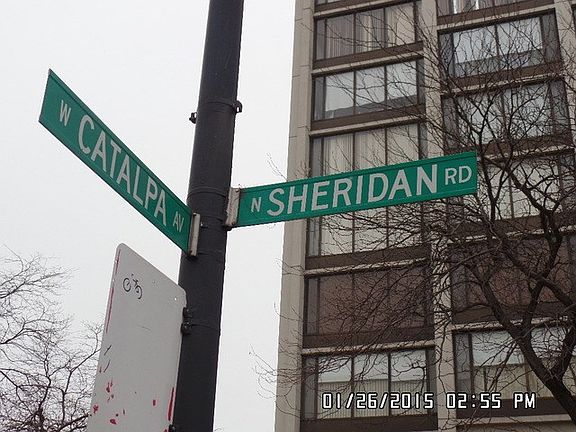 W CATALPA AV
N SHERIDAN RD
01/26/2015 02:55 PM